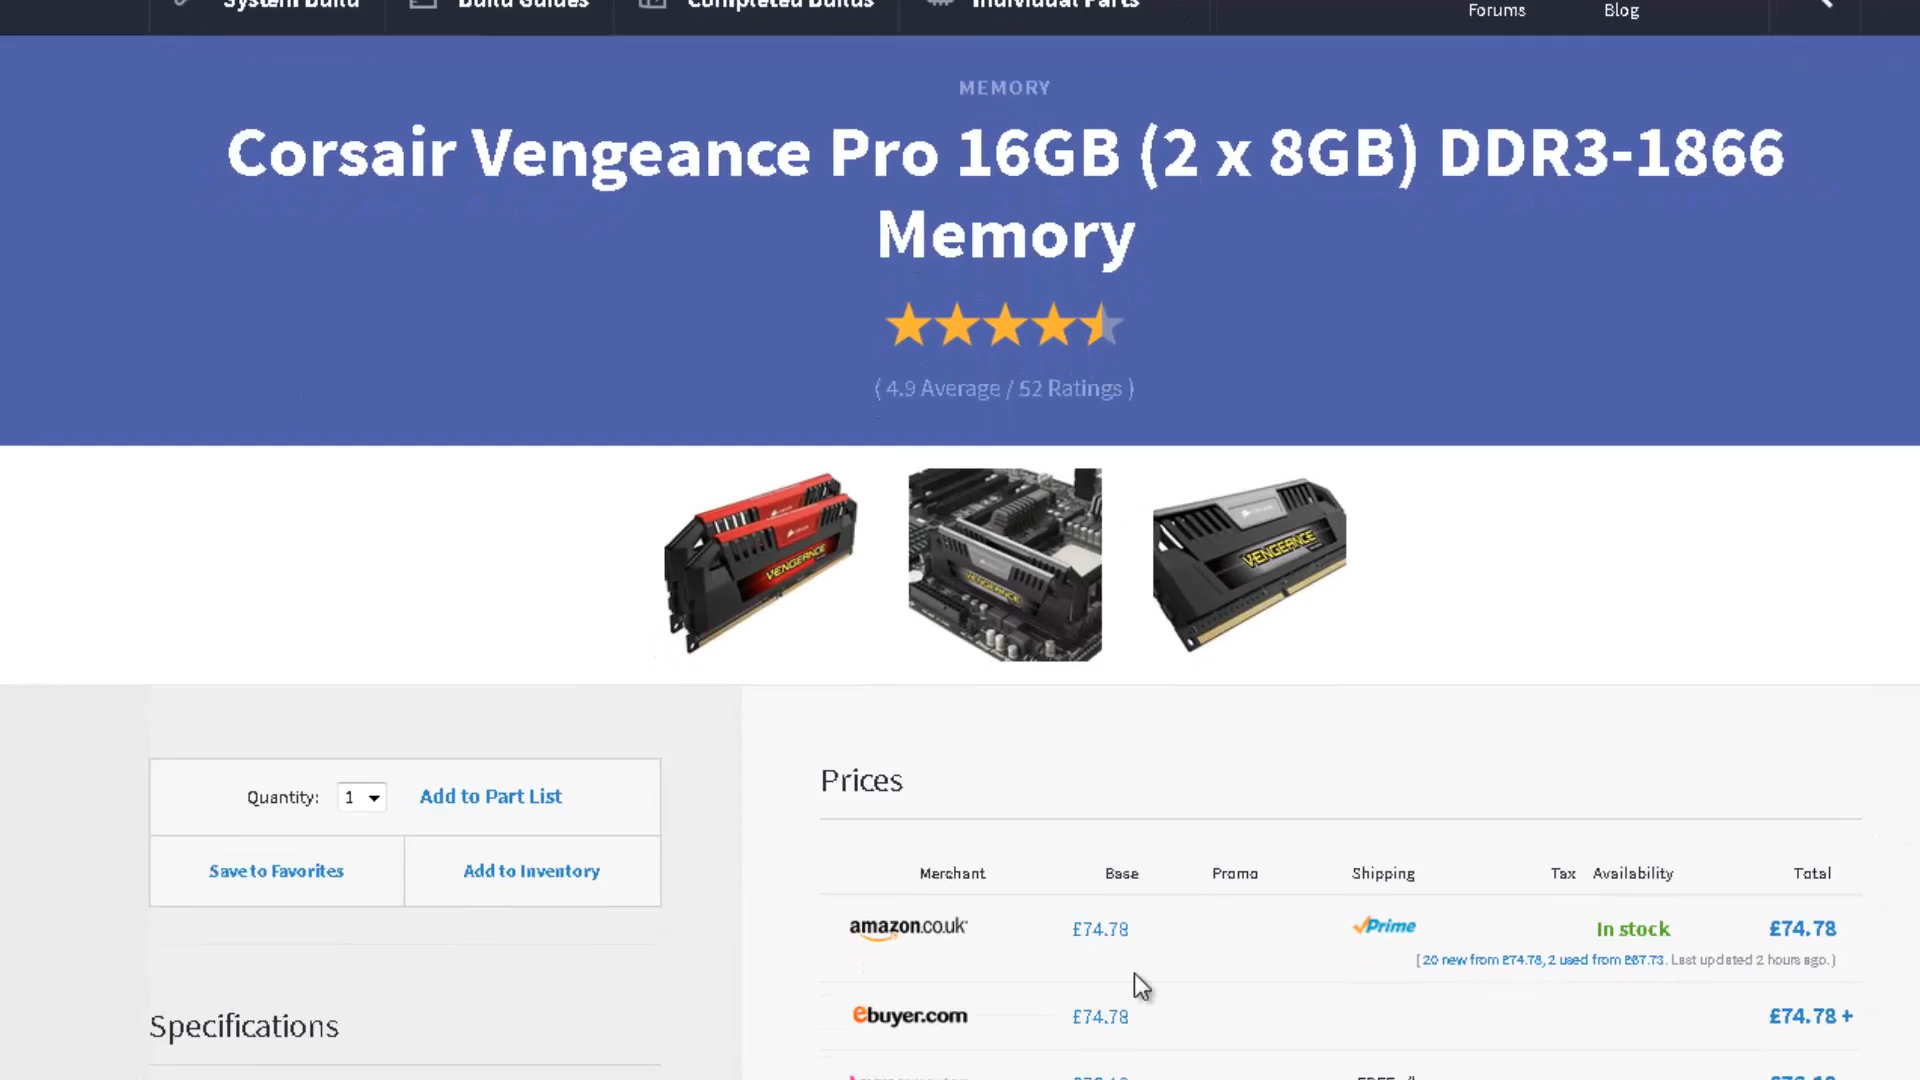 System Build
Build Guides
Completed Builds
Individual Parts
Forums
Blog
MEMORY
Corsair Vengeance Pro 16GB (2 x 8GB) DDR3-1866
Memory
( 4.9 Average / 52 Ratings )
VENGEANCE
VENGEANCE
VENGEANCE
Quantity: 1 Add to Part List
Save to Favorites Add to Inventory
Specifications
Prices
Merchant Base Promo Shipping Tax Availability Total
amazon.co.uk £74.78 Prime In stock £74.78
( 20 new from £74.78, 2 used from £67.73. Last updated 2 hours ago. )
ebuyer.com £74.78 £74.78 +